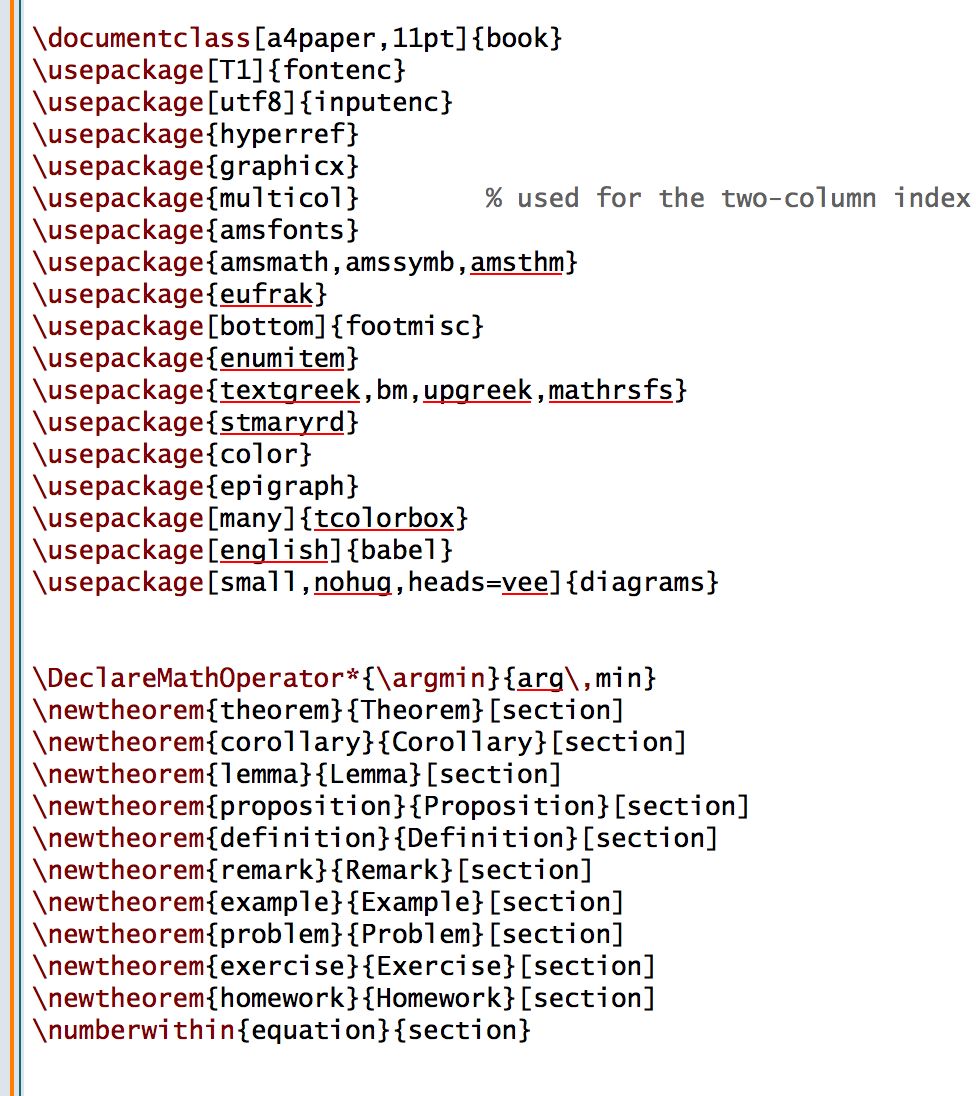 \documentclass[a4paper,11pt]{book}
\usepackage[T1]{fontenc}
\usepackage[utf8]{inputenc}
\usepackage{hyperref}
\usepackage{graphicx}
\usepackage{multicol}        % used for the two-column index
\usepackage{amsfonts}
\usepackage{amsmath,amssymb,amsthm}
\usepackage{eufrak}
\usepackage[bottom]{footmisc}
\usepackage{enumitem}
\usepackage{textgreek,bm,upgreek,mathrsfs}
\usepackage{stmaryrd}
\usepackage{color}
\usepackage{epigraph}
\usepackage[many]{tcolorbox}
\usepackage[english]{babel}
\usepackage[small,nohug,heads=vee]{diagrams}
\DeclareMathOperator*{\argmin}{arg\,min}
\newtheorem{theorem}{Theorem}[section]
\newtheorem{corollary}{Corollary}[section]
\newtheorem{lemma}{Lemma}[section]
\newtheorem{proposition}{Proposition}[section]
\newtheorem{definition}{Definition}[section]
\newtheorem{remark}{Remark}[section]
\newtheorem{example}{Example}[section]
\newtheorem{problem}{Problem}[section]
\newtheorem{exercise}{Exercise}[section]
\newtheorem{homework}{Homework}[section]
\numberwithin{equation}{section}